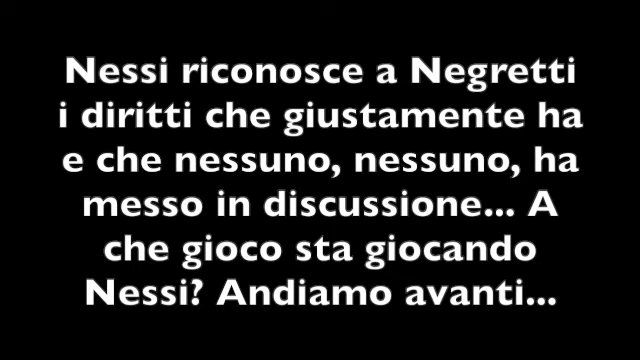 Nessi riconosce a Negretti
i diritti che giustamente ha
e che nessuno, nessuno, ha
messo in discussione... A
che gioco sta giocando
Nessi? Andiamo avanti...